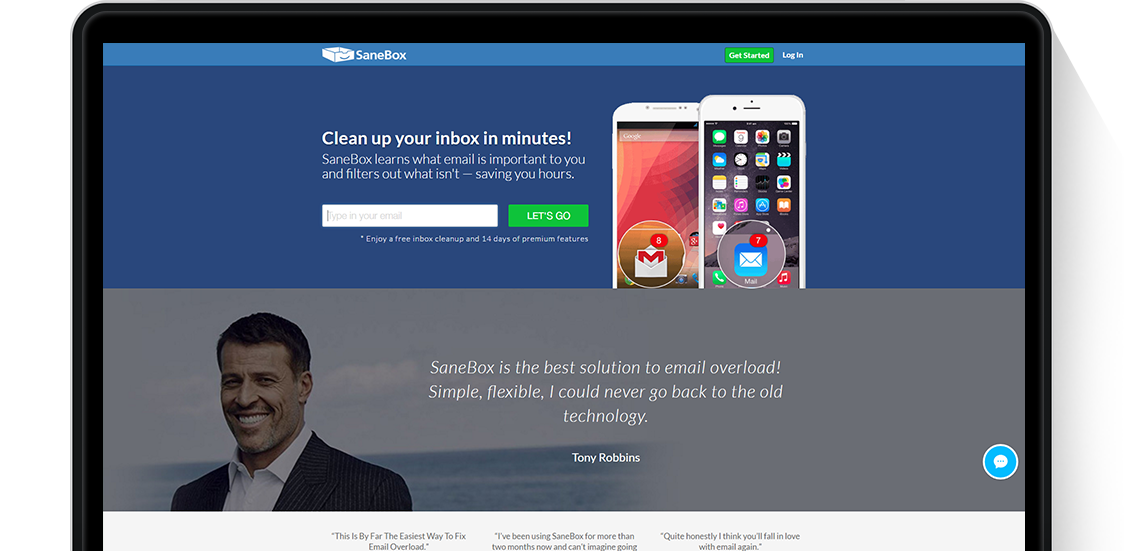 SaneBox
Get Started
Log In
Clean up your inbox in minutes!
SaneBox learns what email is important to you
and filters out what isn't — saving you hours.
Type in your email
LET'S GO
* Enjoy a free inbox cleanup and 14 days of premium features
Google
8
7
Mail
SaneBox is the best solution to email overload!
Simple, flexible, I could never go back to the old
technology.
Tony Robbins
"This Is By Far The Easiest Way To Fix
Email Overload."
"I've been using SaneBox for more than
two months now and can't imagine going
"Quite honestly I think you'll fall in love
with email again."